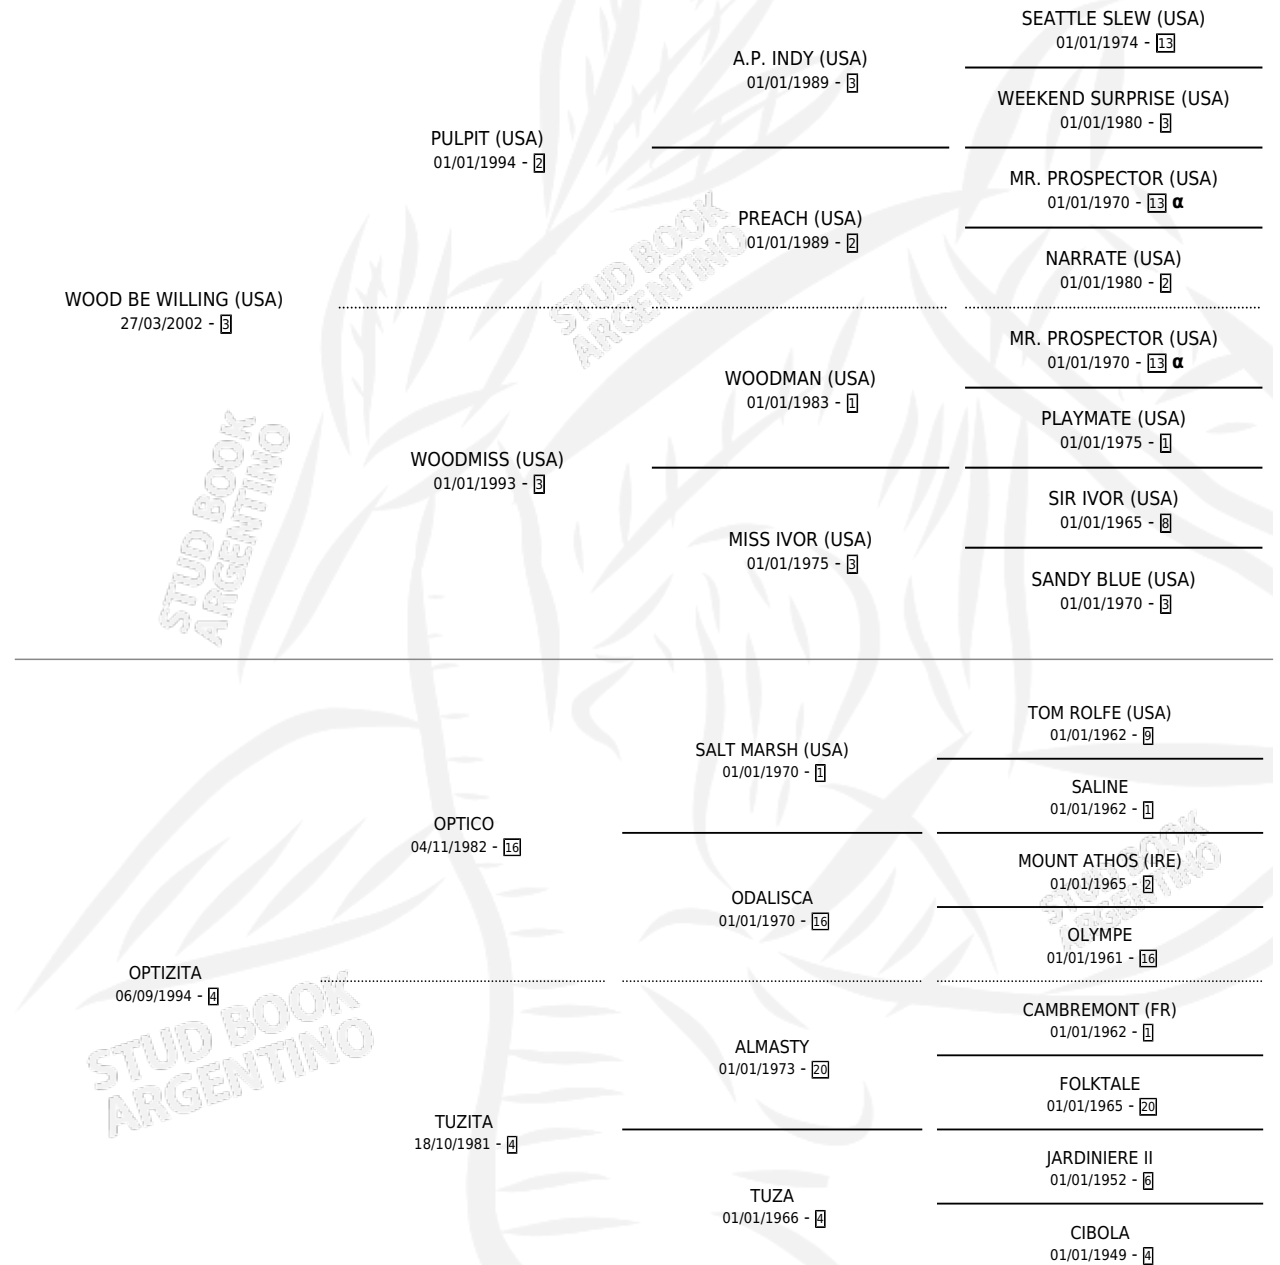 SEATTLE SLEW (USA)
01/01/1974 - 13
A.P. INDY (USA)
01/01/1989 - 3
WEEKEND SURPRISE (USA)
01/01/1980 - 3
PULPIT (USA)
01/01/1994 - 2
MR. PROSPECTOR (USA)
01/01/1970 - 13 α
PREACH (USA)
01/01/1989 - 2
NARRATE (USA)
01/01/1980 - 2
WOOD BE WILLING (USA)
27/03/2002 - 3
MR. PROSPECTOR (USA)
01/01/1970 - 13 α
WOODMAN (USA)
01/01/1983 - 1
PLAYMATE (USA)
01/01/1975 - 1
WOODMISS (USA)
01/01/1993 - 3
SIR IVOR (USA)
01/01/1965 - 8
MISS IVOR (USA)
01/01/1975 - 3
SANDY BLUE (USA)
01/01/1970 - 3
TOM ROLFE (USA)
01/01/1962 - 9
SALT MARSH (USA)
01/01/1970 - 1
SALINE
01/01/1962 - 1
OPTICO
04/11/1982 - 16
MOUNT ATHOS (IRE)
01/01/1965 - 2
ODALISCA
01/01/1970 - 16
OLYMPE
01/01/1961 - 16
OPTIZITA
06/09/1994 - 4
CAMBREMONT (FR)
01/01/1962 - 1
ALMASTY
01/01/1973 - 20
FOLKTALE
01/01/1965 - 20
TUZITA
18/10/1981 - 4
JARDINIERE II
01/01/1952 - 6
TUZA
01/01/1966 - 4
CIBOLA
01/01/1949 - 4
STUD BOOK
ARGENTINO
STUD BOOK
ARGENTINO
STUD BOOK
ARGENTINO
STUD BOOK
ARGENTINO